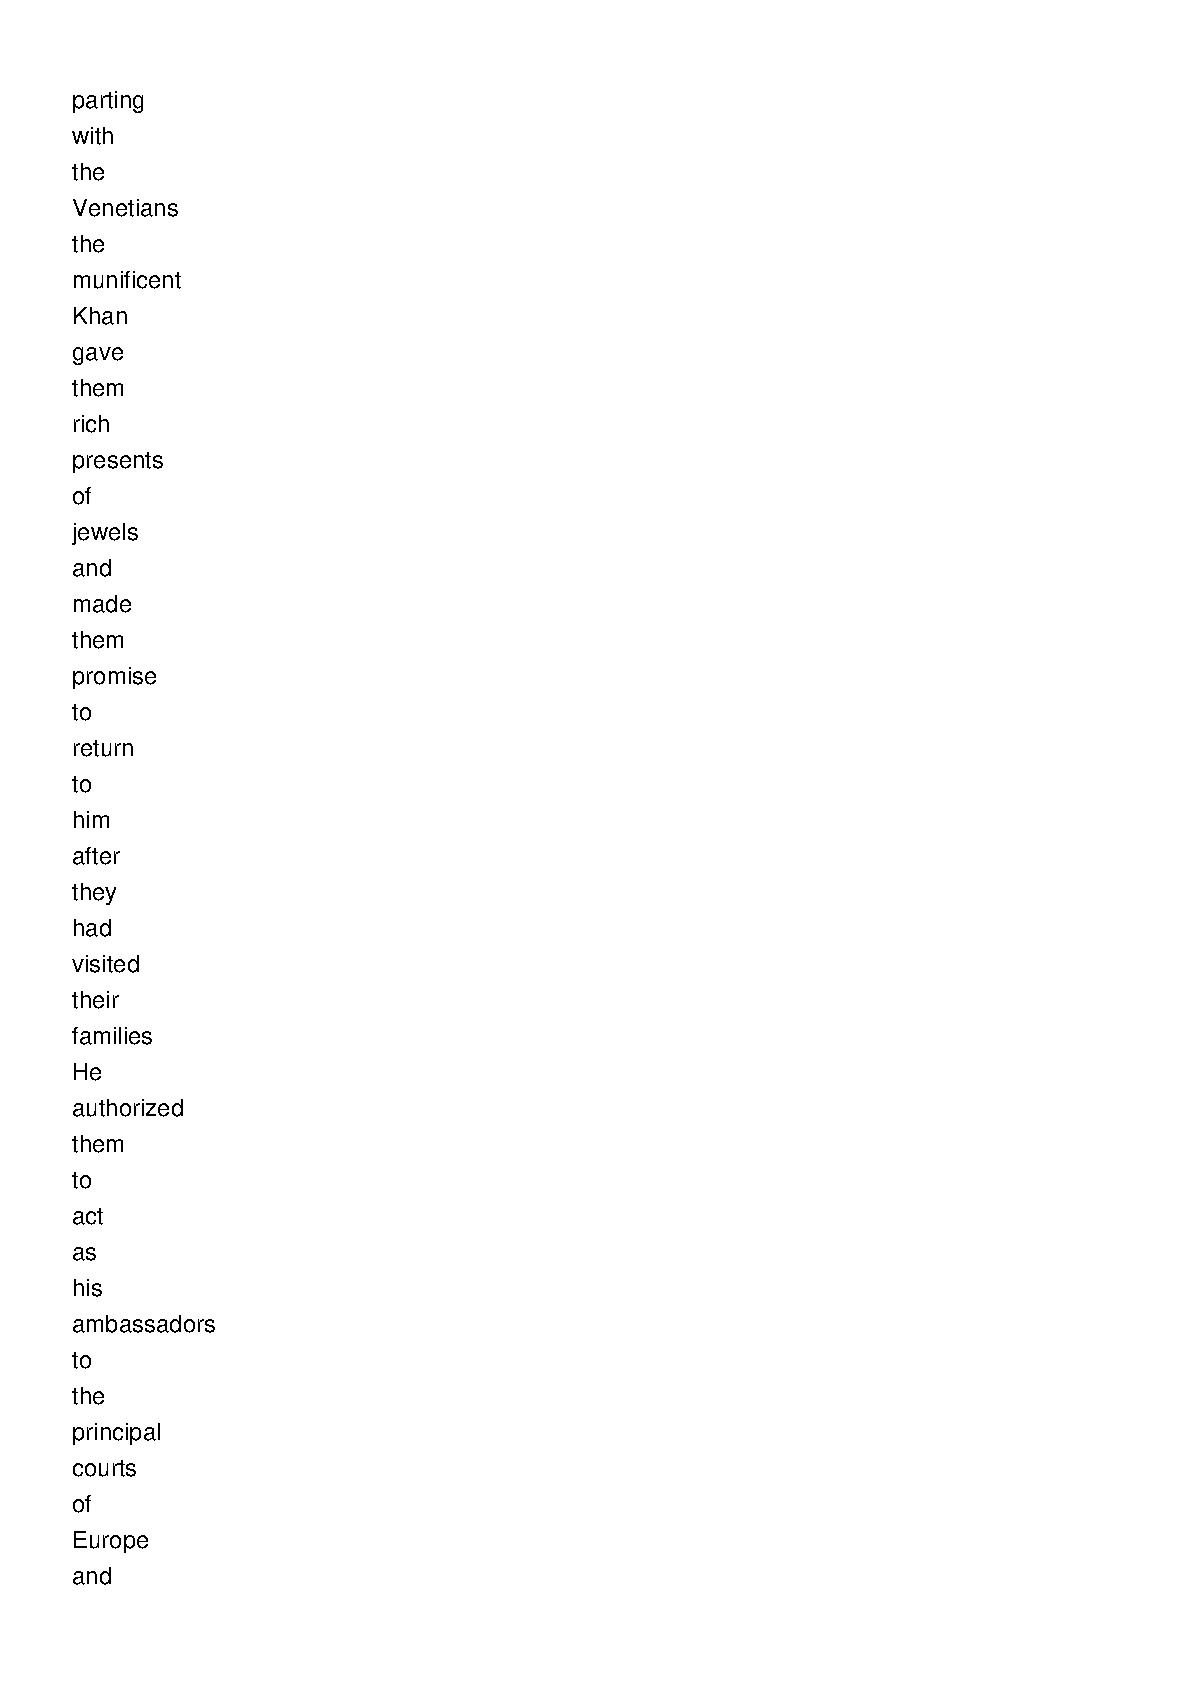 parting
with
the
Venetians
the
munificent
Khan
gave
them
rich
presents
of
jewels
and
made
them
promise
to
return
to
him
after
they
had
visited
their
families
He
authorized
them
to
act
as
his
ambassadors
to
the
principal
courts
of
Europe
and